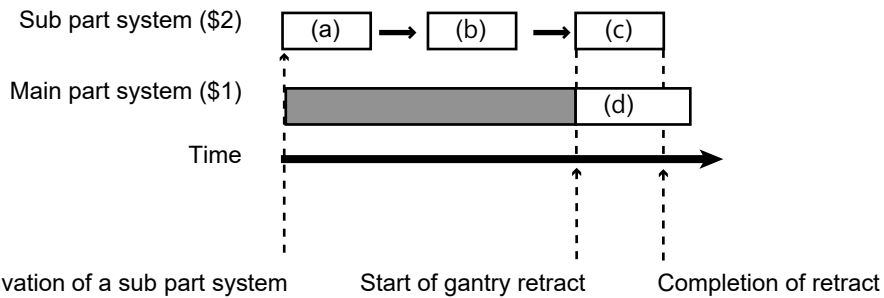 Sub part system ($2)
(a)
(b)
(c)
Main part system ($1)
(d)
Time
vation of a sub part system
Start of gantry retract
Completion of retract